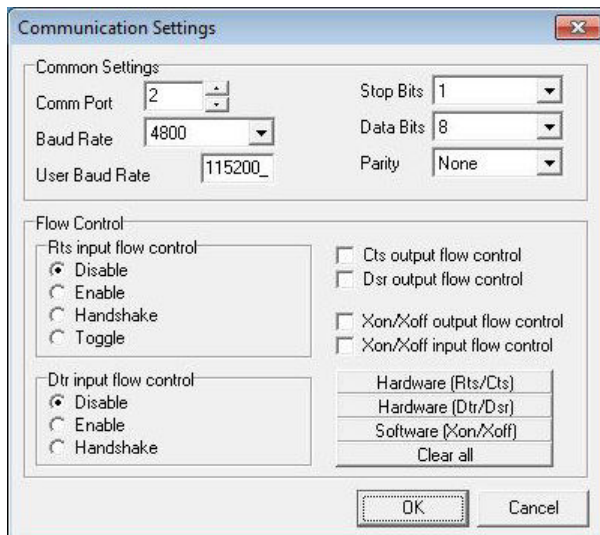 Communication Settings
Common Settings
Comm Port 2
Baud Rate 4800
User Baud Rate 115200_
Stop Bits 1
Data Bits 8
Parity None
Flow Control
Rts input flow control
Disable
Enable
Handshake
Toggle
Dtr input flow control
Disable
Enable
Handshake
Cts output flow control
Dsr output flow control
Xon/Xoff output flow control
Xon/Xoff input flow control
Hardware (Rts/Cts)
Hardware (Dtr/Dsr)
Software (Xon/Xoff)
Clear all
OK
Cancel